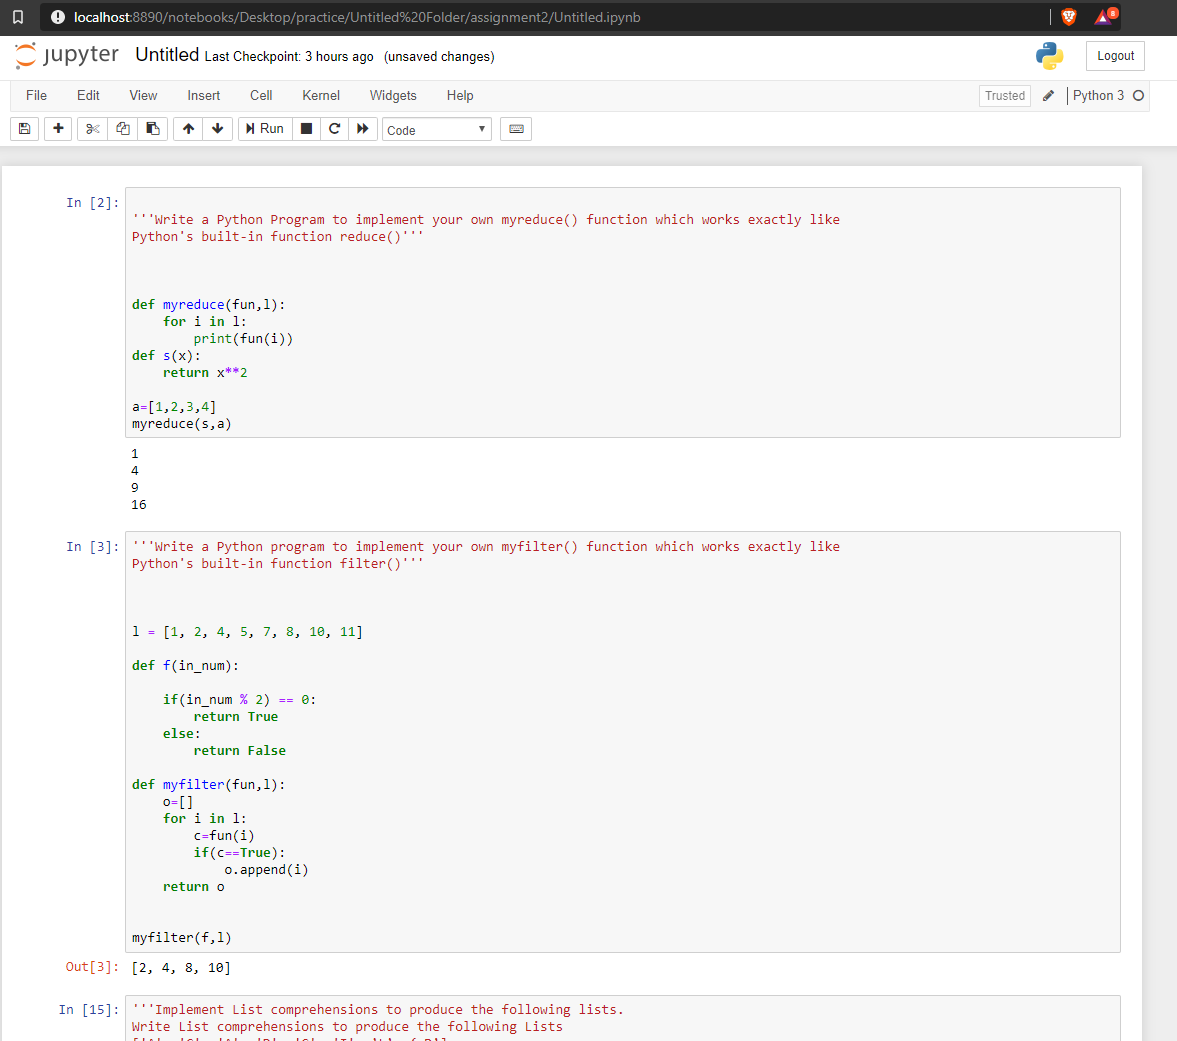 localhost:8890/notebooks/Desktop/practice/Untitled%20Folder/assignment2/Untitled.ipynb
8
jupyter Untitled Last Checkpoint: 3 hours ago (unsaved changes)
Logout
File Edit View Insert Cell Kernel Widgets Help
Trusted Python 3
Run Code
In [2]:
'''Write a Python Program to implement your own myreduce() function which works exactly like
Python's built-in function reduce()'''
def myreduce(fun,l):
    for i in l:
        print(fun(i))
def s(x):
    return x**2
a=[1,2,3,4]
myreduce(s,a)
1
4
9
16
In [3]: '''Write a Python program to implement your own myfilter() function which works exactly like
Python's built-in function filter()'''
l = [1, 2, 4, 5, 7, 8, 10, 11]
def f(in_num):
    if(in_num % 2) == 0:
        return True
    else:
        return False
def myfilter(fun,l):
    o=[]
    for i in l:
        c=fun(i)
        if(c==True):
            o.append(i)
    return o
myfilter(f,l)
Out[3]: [2, 4, 8, 10]
In [15]: '''Implement List comprehensions to produce the following lists.
Write List comprehensions to produce the following Lists